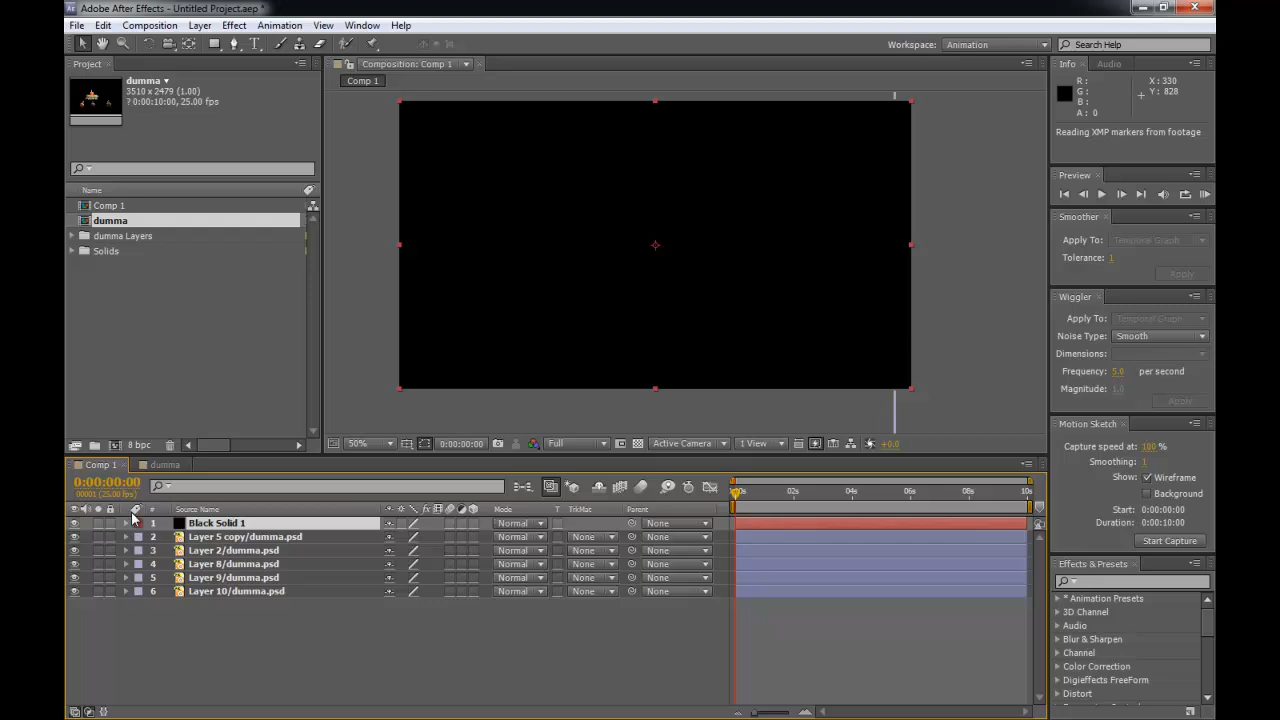 Adobe After Effects - Untitled Project.aep *
File Edit Composition Layer Effect Animation View Window Help
Workspace: Animation
Search Help
Project
dumma
3510 x 2479 (1.00)
? 0:00:10:00, 25.00 fps
Name
Comp 1
dumma
dumma Layers
Solids
8 bpc
Composition: Comp 1
Comp 1
50%
0:00:00:00
Full
Active Camera
1 View
+0.0
Info
Audio
R :
G :
B :
A : 0
X : 330
Y : 828
Reading XMP markers from footage
Preview
Smoother
Apply To: Temporal Graph
Tolerance: 1
Apply
Wiggler
Apply To: Temporal Graph
Noise Type: Smooth
Dimensions:
Frequency: 5.0 per second
Magnitude: 1.0
Apply
Motion Sketch
Capture speed at: 100 %
Smoothing: 1
Show: Wireframe
Background
Start: 0:00:00:00
Duration: 0:00:10:00
Start Capture
Effects & Presets
* Animation Presets
3D Channel
Audio
Blur & Sharpen
Channel
Color Correction
Digieffects FreeForm
Distort
Comp 1
dumma
0:00:00:00
00001 (25.00 fps)
02s 04s 06s 08s 10s
# Source Name Mode T TrkMat Parent
1 Black Solid 1 Normal None
2 Layer 5 copy/dumma.psd Normal None None
3 Layer 2/dumma.psd Normal None None
4 Layer 8/dumma.psd Normal None None
5 Layer 9/dumma.psd Normal None None
6 Layer 10/dumma.psd Normal None None